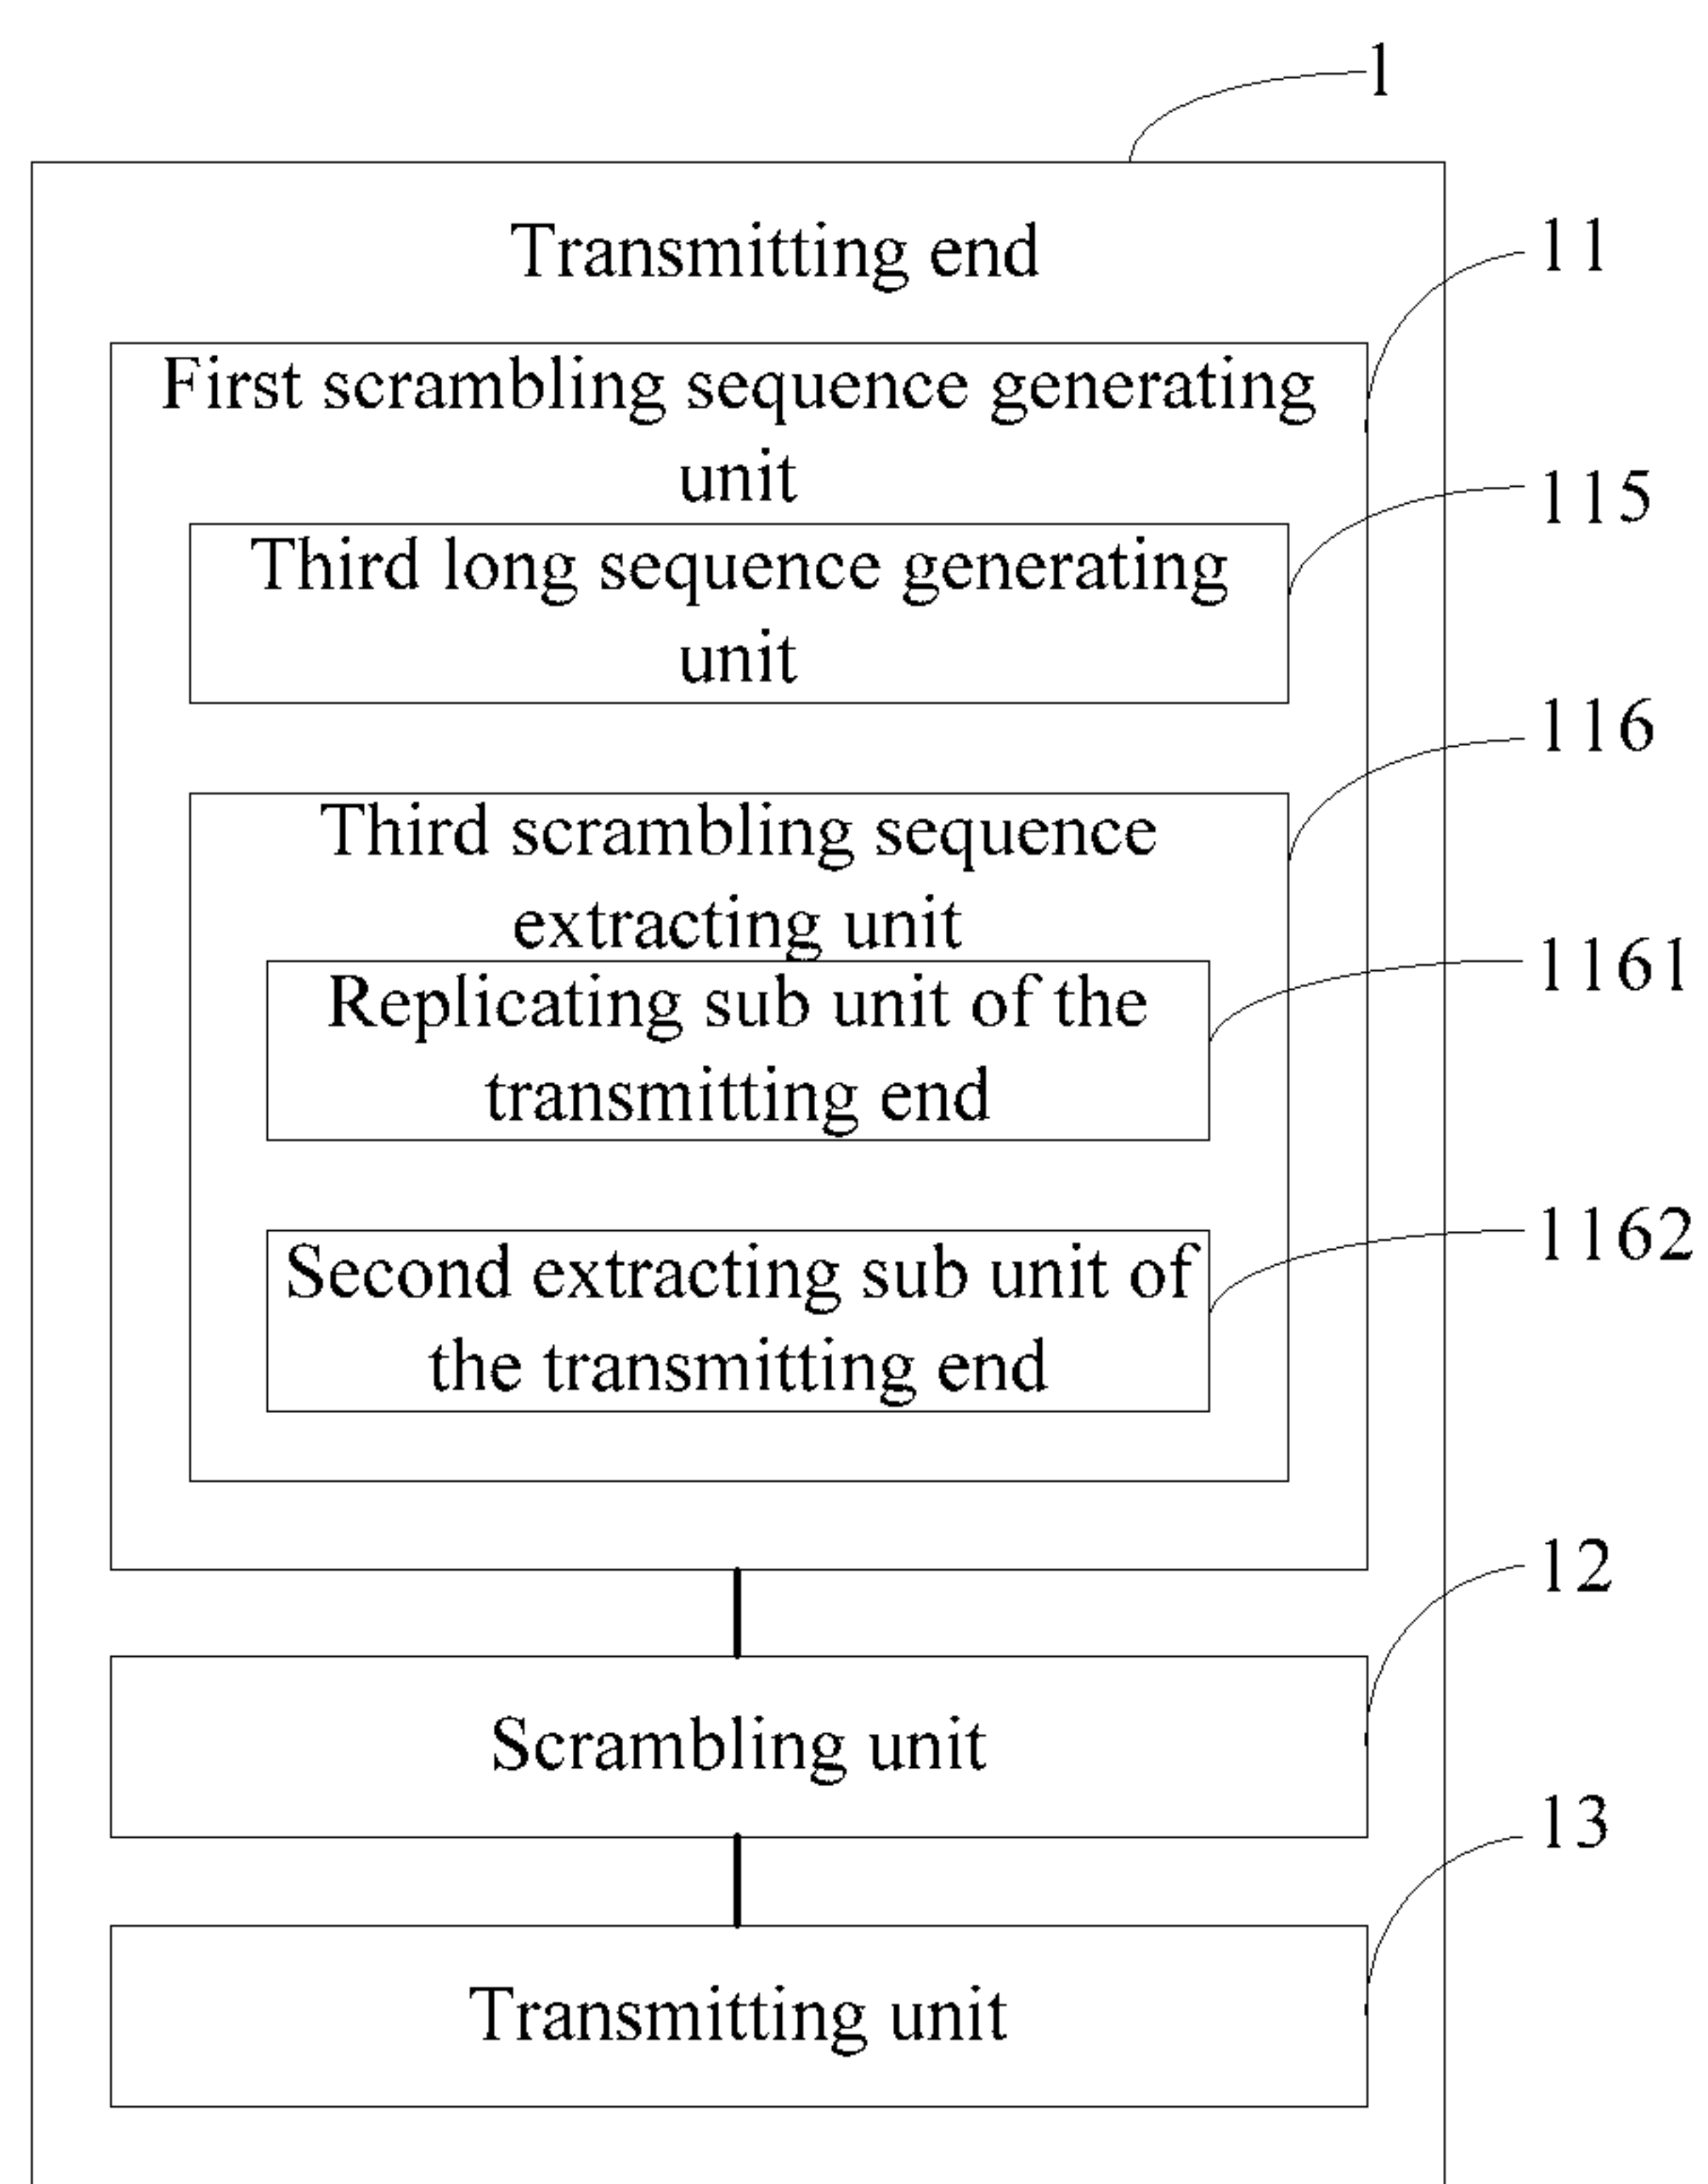 1
Transmitting end
11
First scrambling sequence generating
unit
115
Third long sequence generating
unit
116
Third scrambling sequence
extracting unit
1161
Replicating sub unit of the
transmitting end
1162
Second extracting sub unit of
the transmitting end
12
Scrambling unit
13
Transmitting unit